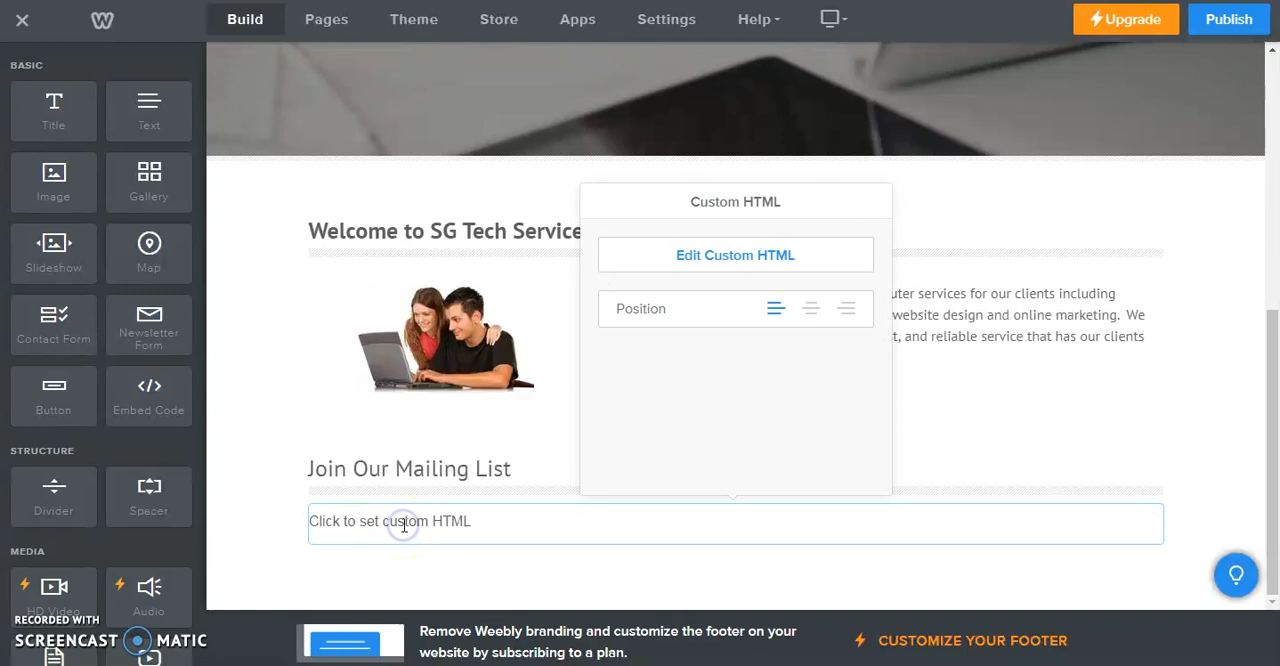 Build
Pages
Theme
Store
Apps
Settings
Help
Upgrade
Publish
BASIC
Title
Text
Image
Gallery
Slideshow
Map
Contact Form
Newsletter
Form
Button
Embed Code
STRUCTURE
Divider
Spacer
MEDIA
HD Video
Audio
RECORDED WITH
SCREENCAST MATIC
Welcome to SG Tech Service
Custom HTML
Edit Custom HTML
Position
uter services for our clients including
website design and online marketing. We
t, and reliable service that has our clients
Join Our Mailing List
Click to set custom HTML
Remove Weebly branding and customize the footer on your
website by subscribing to a plan.
CUSTOMIZE YOUR FOOTER